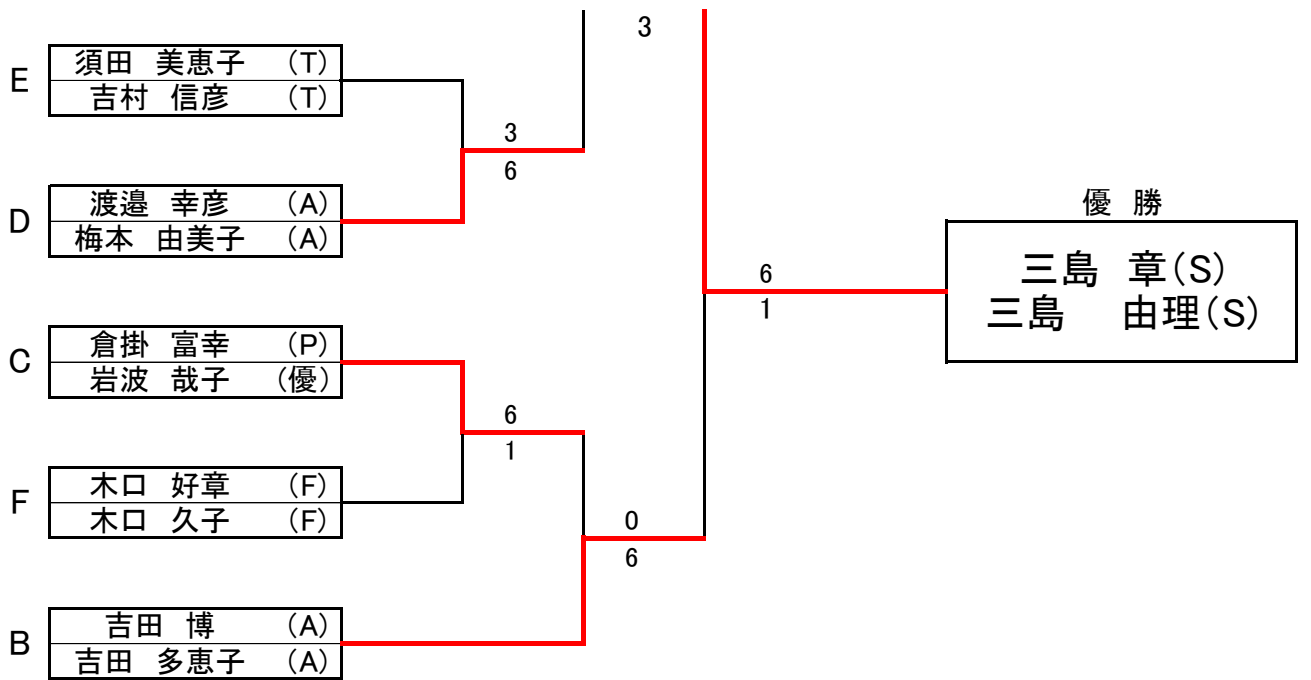 3
E
須田 美恵子 (T)
吉村 信彦 (T)
3
6
D
渡邉 幸彦 (A)
梅本 由美子 (A)
優 勝
三島 章(S)
三島 由理(S)
6
1
C
倉掛 富幸 (P)
岩波 哉子 (優)
6
1
F
木口 好章 (F)
木口 久子 (F)
0
6
B
吉田 博 (A)
吉田 多恵子 (A)